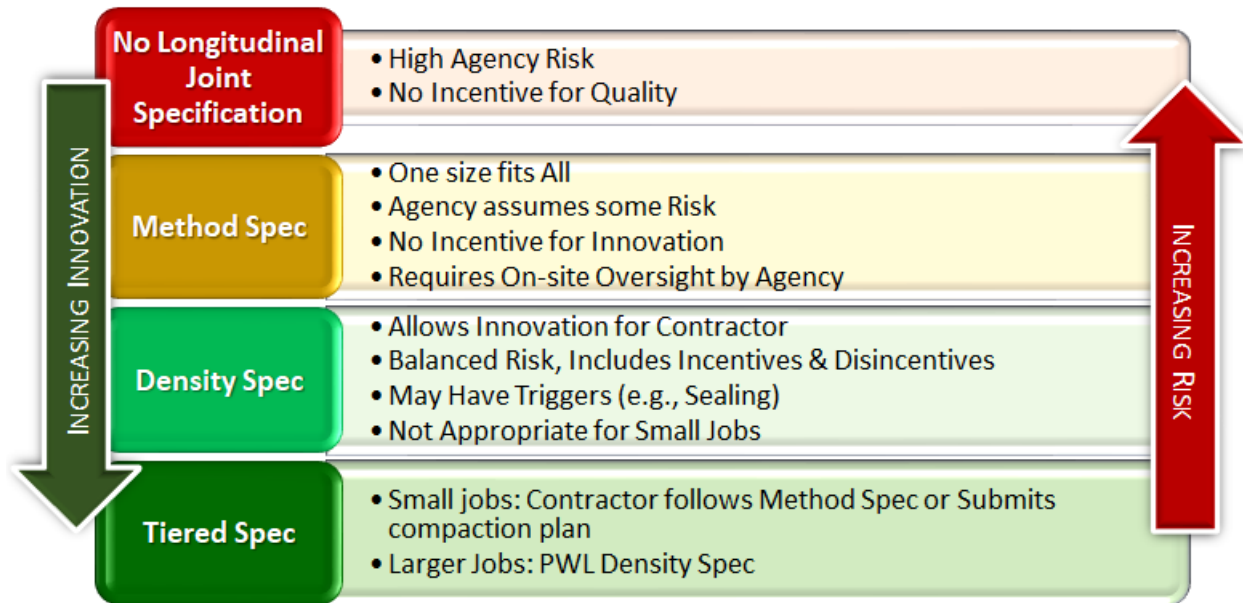 No Longitudinal
Joint
Specification
• High Agency Risk
• No Incentive for Quality
Method Spec
• One size fits All
• Agency assumes some Risk
• No Incentive for Innovation
• Requires On-site Oversight by Agency
Density Spec
• Allows Innovation for Contractor
• Balanced Risk, Includes Incentives & Disincentives
• May Have Triggers (e.g., Sealing)
• Not Appropriate for Small Jobs
Tiered Spec
• Small jobs: Contractor follows Method Spec or Submits
compaction plan
• Larger Jobs: PWL Density Spec
INCREASING INNOVATION
INCREASING RISK